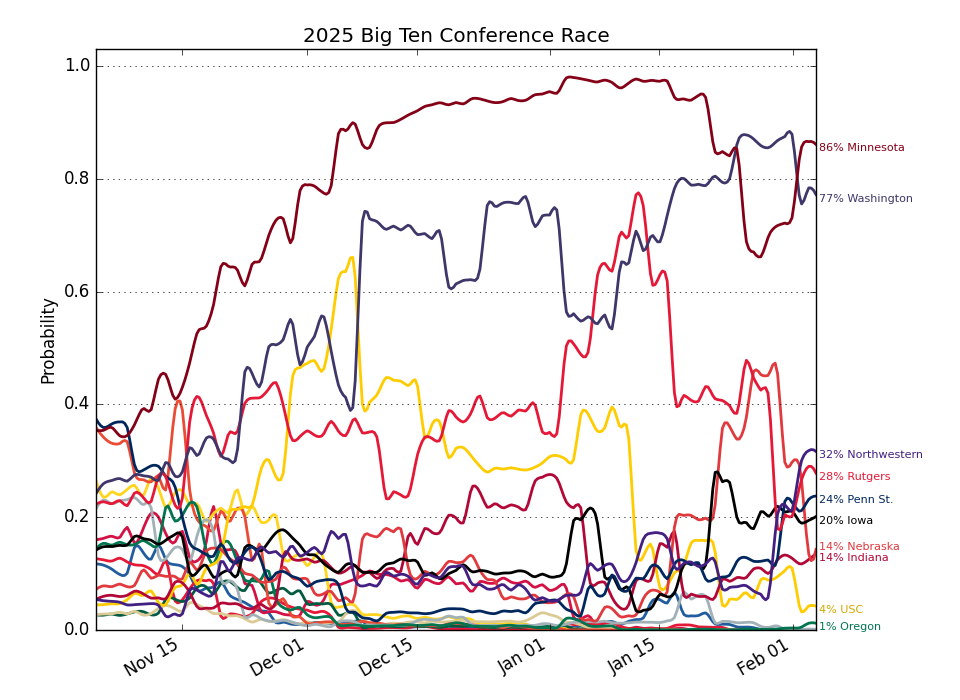 2025 Big Ten Conference Race
Probability
1.0
0.8
0.6
0.4
0.2
0.0
Nov 15
Dec 01
Dec 15
Jan 01
Jan 15
Feb 01
86% Minnesota
77% Washington
32% Northwestern
28% Rutgers
24% Penn St.
20% Iowa
14% Nebraska
14% Indiana
4% USC
1% Oregon